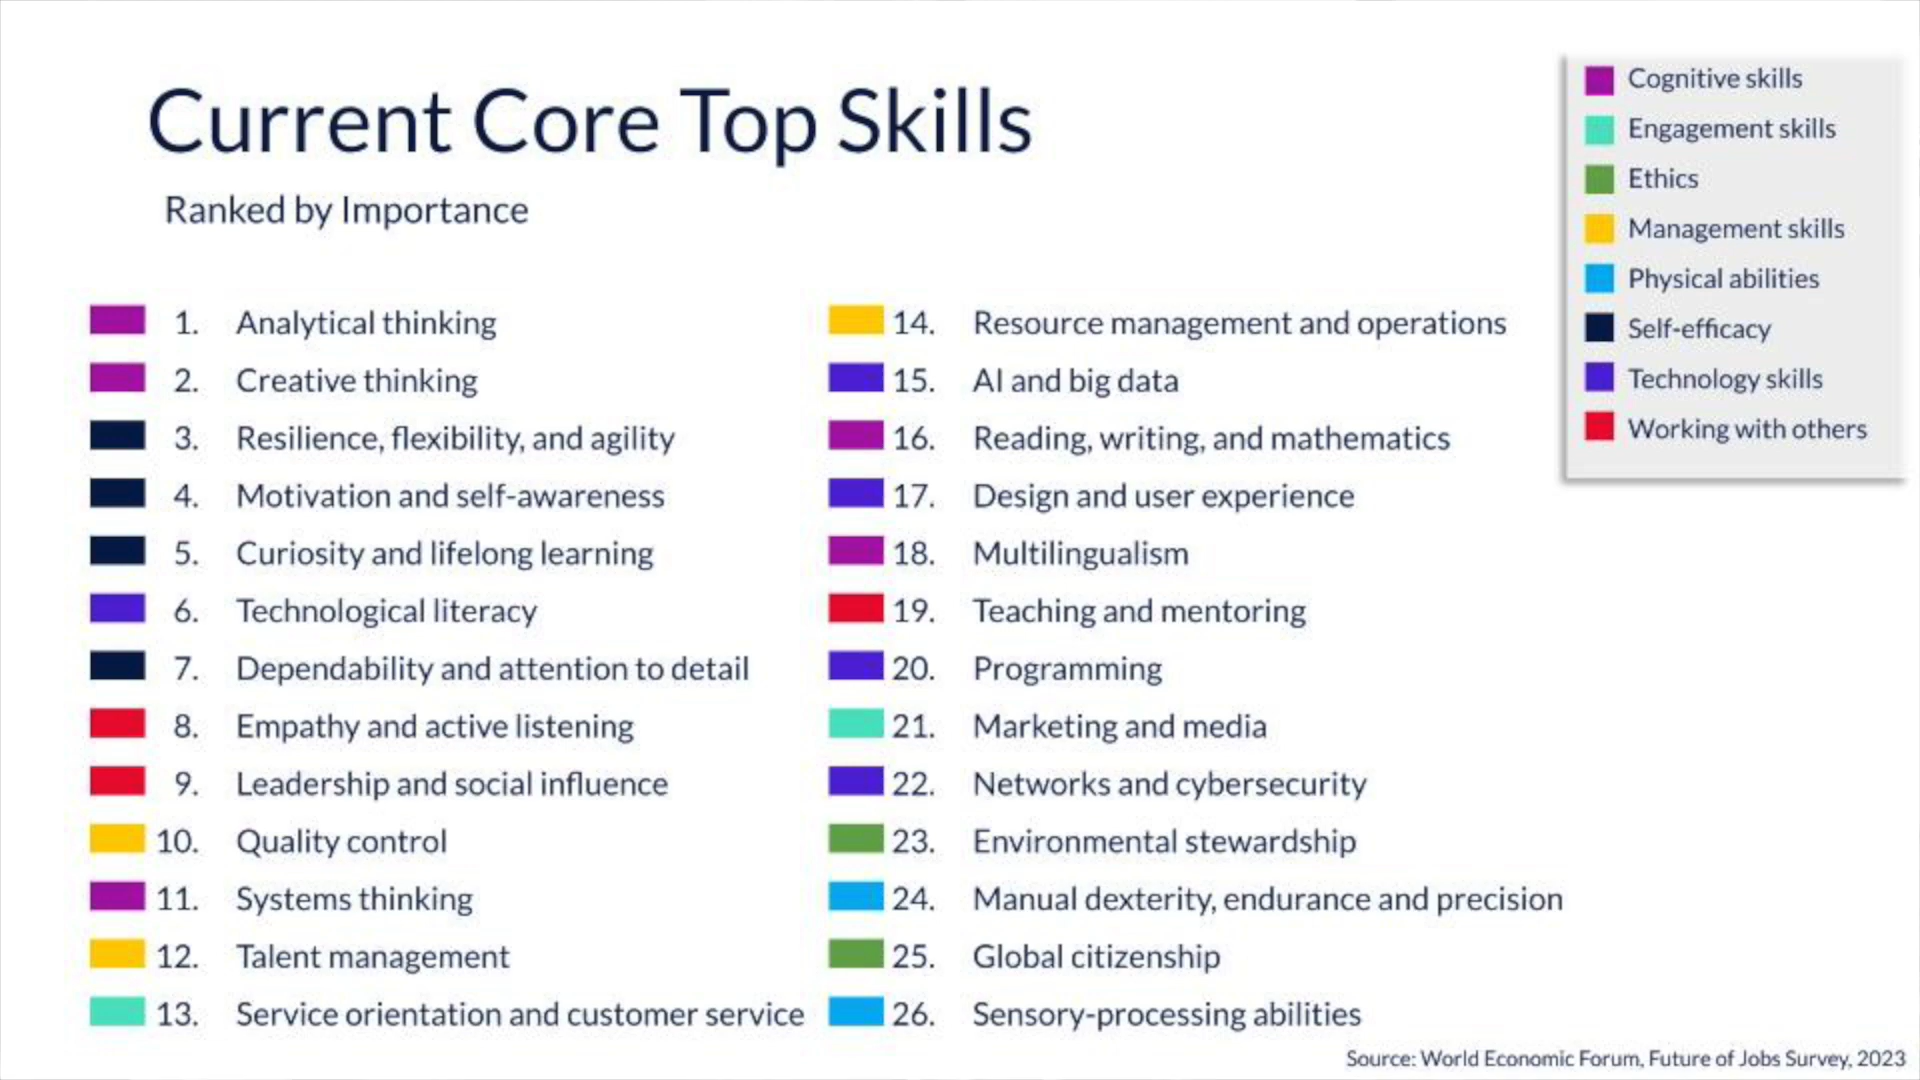 Current Core Top Skills
Ranked by Importance
1. Analytical thinking
2. Creative thinking
3. Resilience, flexibility, and agility
4. Motivation and self-awareness
5. Curiosity and lifelong learning
6. Technological literacy
7. Dependability and attention to detail
8. Empathy and active listening
9. Leadership and social influence
10. Quality control
11. Systems thinking
12. Talent management
13. Service orientation and customer service
14. Resource management and operations
15. AI and big data
16. Reading, writing, and mathematics
17. Design and user experience
18. Multilingualism
19. Teaching and mentoring
20. Programming
21. Marketing and media
22. Networks and cybersecurity
23. Environmental stewardship
24. Manual dexterity, endurance and precision
25. Global citizenship
26. Sensory-processing abilities
Cognitive skills
Engagement skills
Ethics
Management skills
Physical abilities
Self-efficacy
Technology skills
Working with others
Source: World Economic Forum, Future of Jobs Survey, 2023